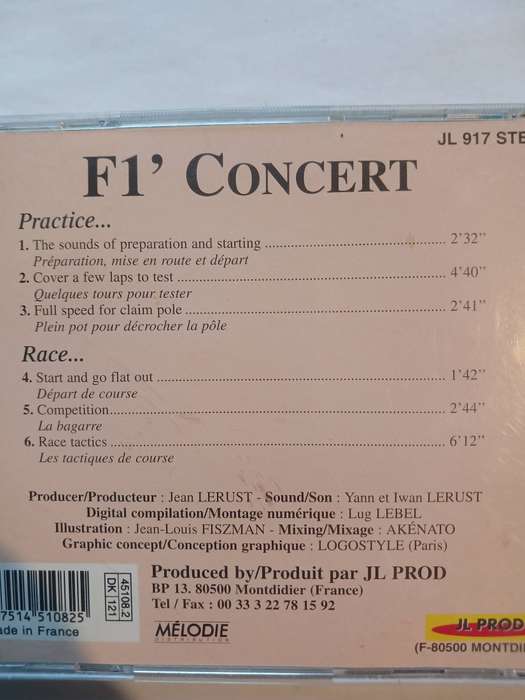 JL 917 STE
F1' CONCERT
Practice...
1. The sounds of preparation and starting ........ 2'32"
Préparation, mise en route et départ
2. Cover a few laps to test ........ 4'40"
Quelques tours pour tester
3. Full speed for claim pole ........ 2'41"
Plein pot pour décrocher la pôle
Race...
4. Start and go flat out ........ 1'42"
Départ de course
5. Competition........ 2'44"
La bagarre
6. Race tactics ........ 6'12"
Les tactiques de course
Producer/Producteur : Jean LERUST - Sound/Son : Yann et Iwan LERUST
Digital compilation/Montage numérique : Lug LEBEL
Illustration : Jean-Louis FISZMAN - Mixing/Mixage : AKÉNATO
Graphic concept/Conception graphique : LOGOSTYLE (Paris)
Produced by/Produit par JL PROD
BP 13. 80500 Montdidier (France)
Tel / Fax : 00 33 3 22 78 15 92
45108.2
DK 121
7514 510825
ade in France
MÉLODIE
DISTRIBUTION
JL PROD
(F-80500 MONTDI